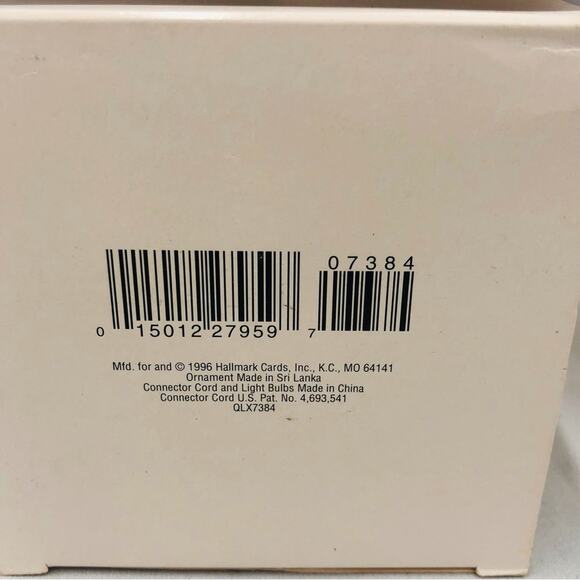 07384
0 15012 27959 7
Mfd. for and © 1996 Hallmark Cards, Inc., K.C., MO 64141
Ornament Made in Sri Lanka
Connector Cord and Light Bulbs Made in China
Connector Cord U.S. Pat. No. 4,693,541
QLX7384